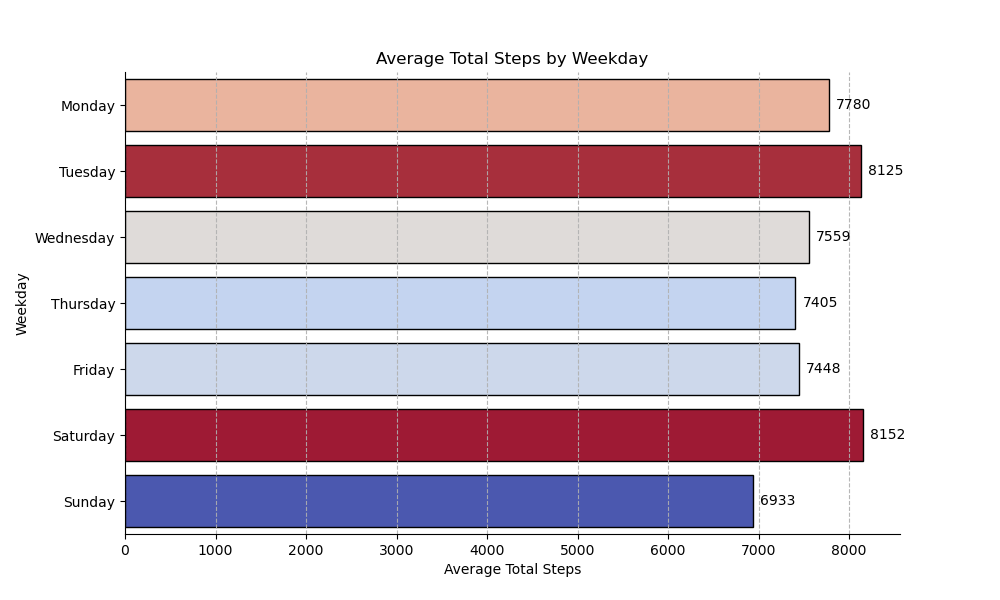 Average Total Steps by Weekday
Monday 7780
Tuesday 8125
Wednesday 7559
Thursday 7405
Friday 7448
Saturday 8152
Sunday 6933
0 1000 2000 3000 4000 5000 6000 7000 8000
Average Total Steps
Weekday